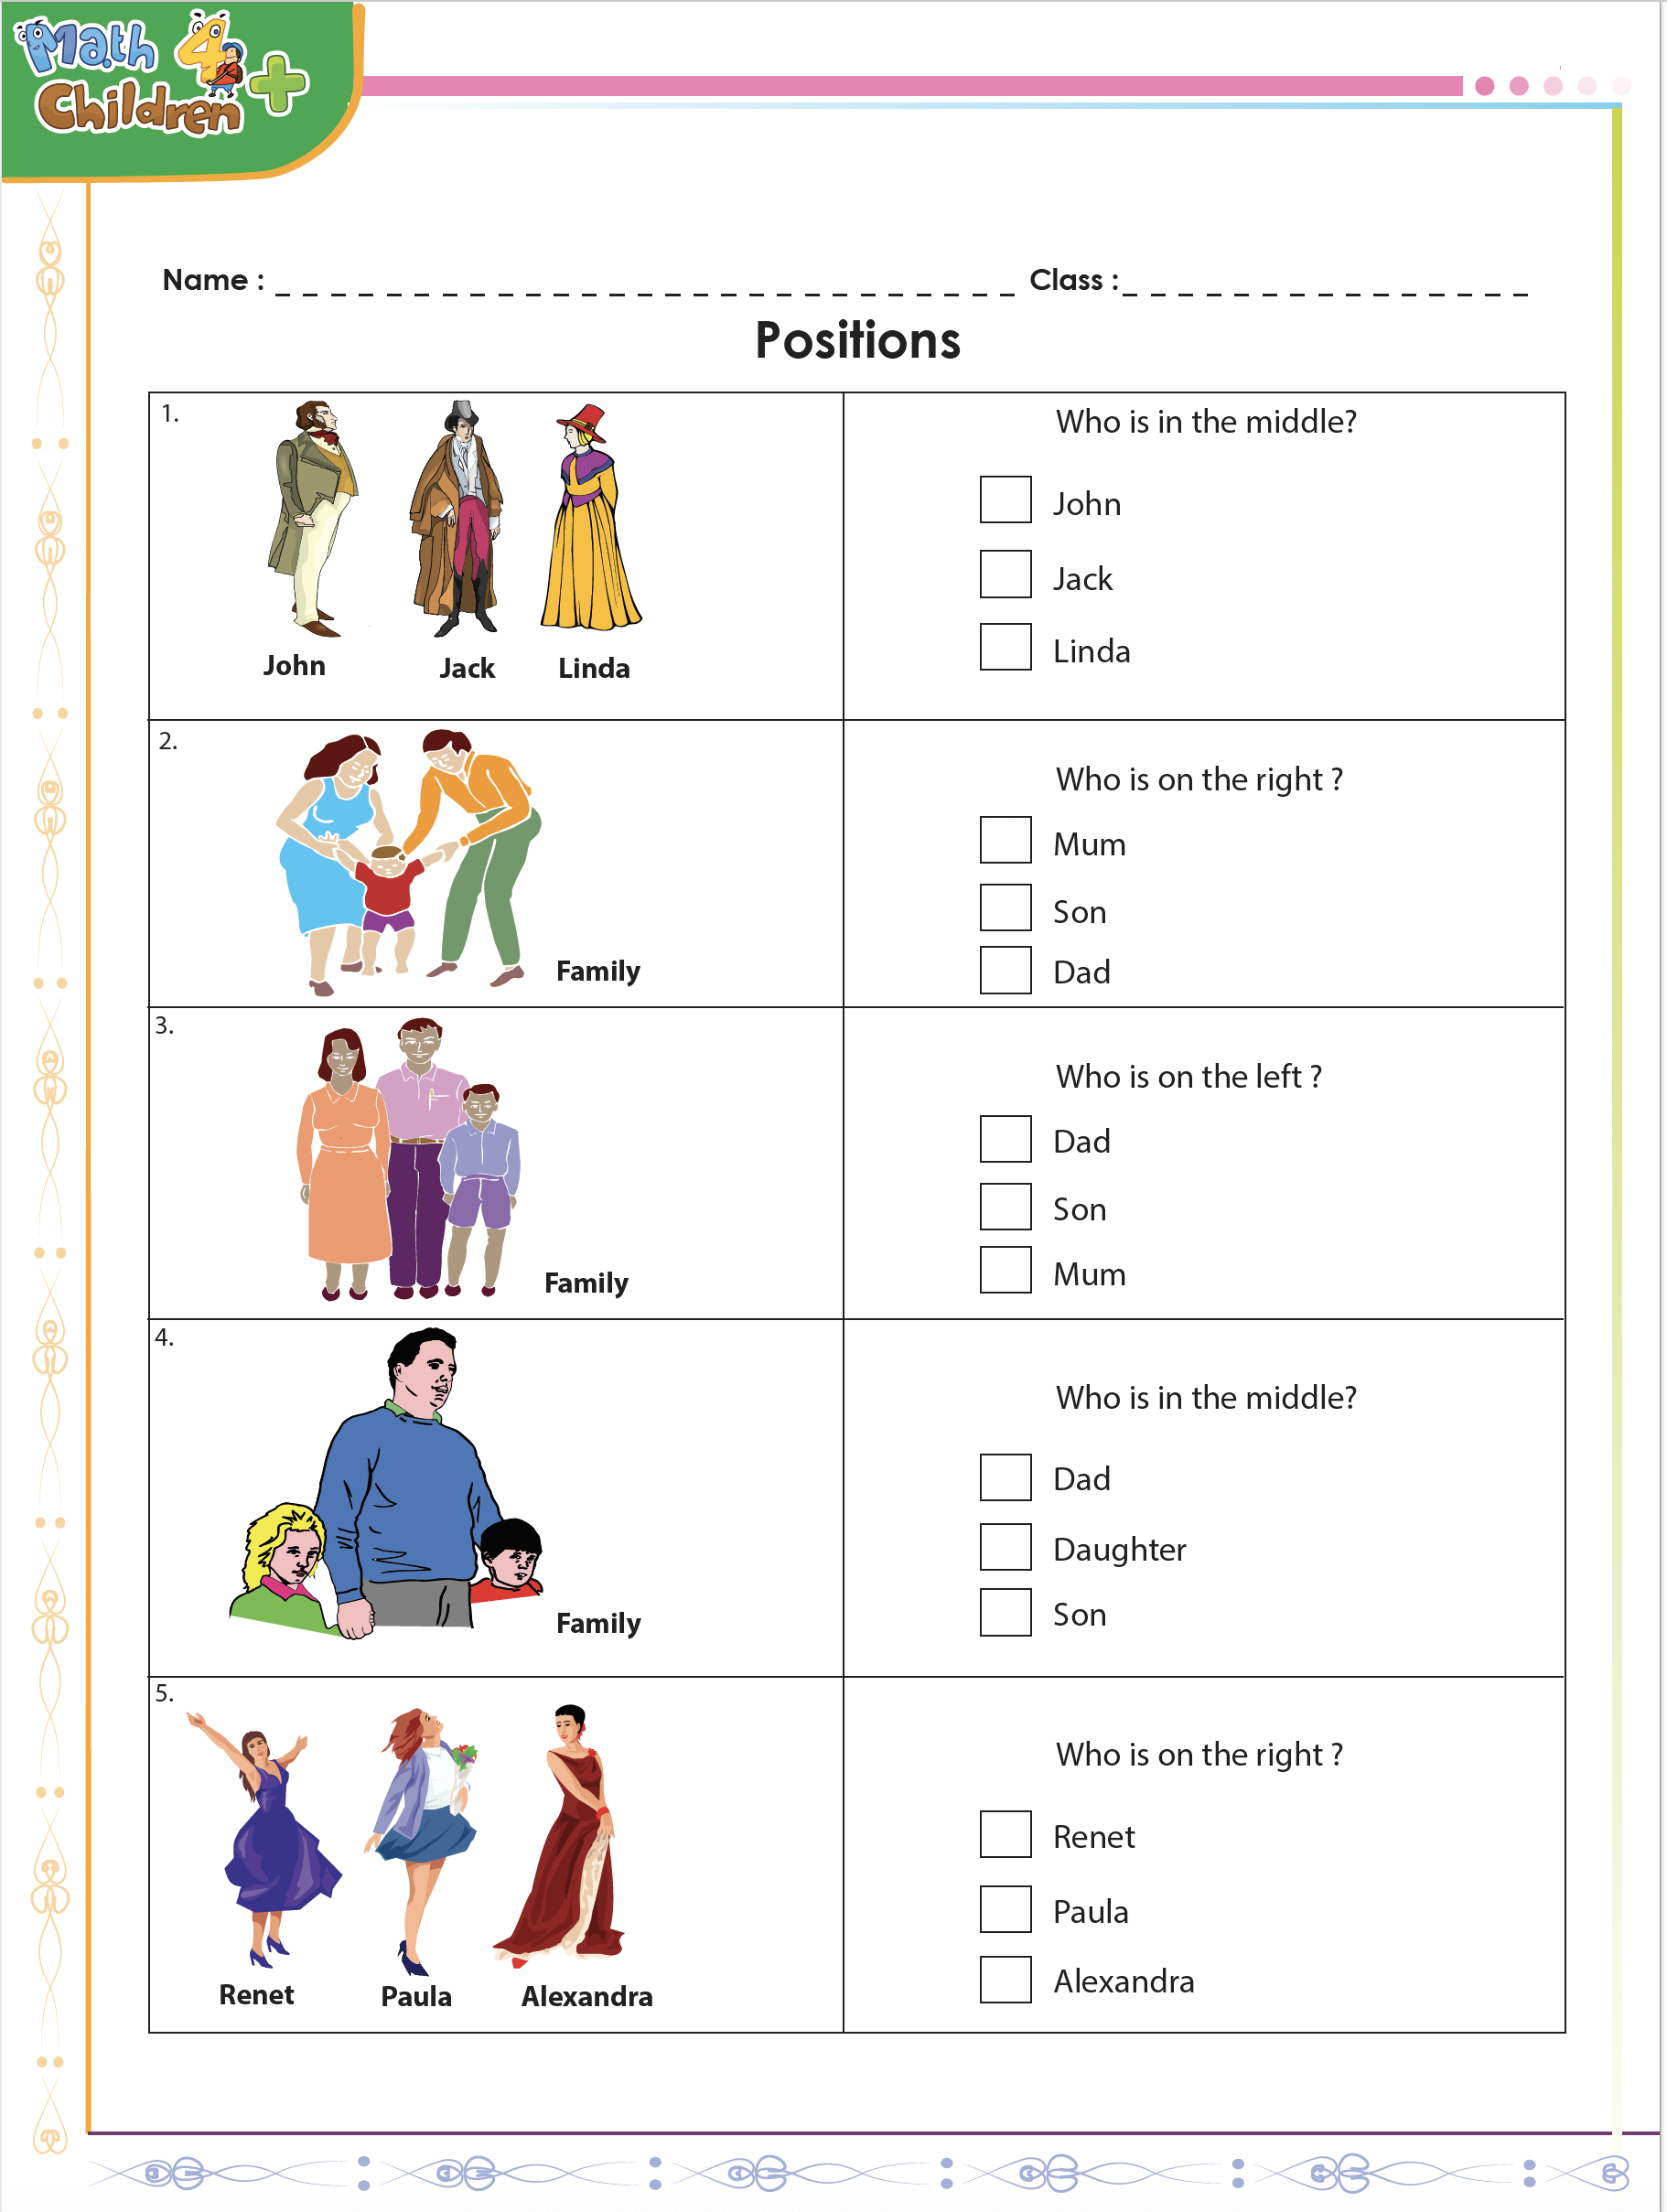 Math 4
Children+
Name : Class :
Positions
1.
John Jack Linda
Who is in the middle?
John
Jack
Linda
2.
Family
Who is on the right ?
Mum
Son
Dad
3.
Family
Who is on the left ?
Dad
Son
Mum
4.
Family
Who is in the middle?
Dad
Daughter
Son
5.
Renet Paula Alexandra
Who is on the right ?
Renet
Paula
Alexandra